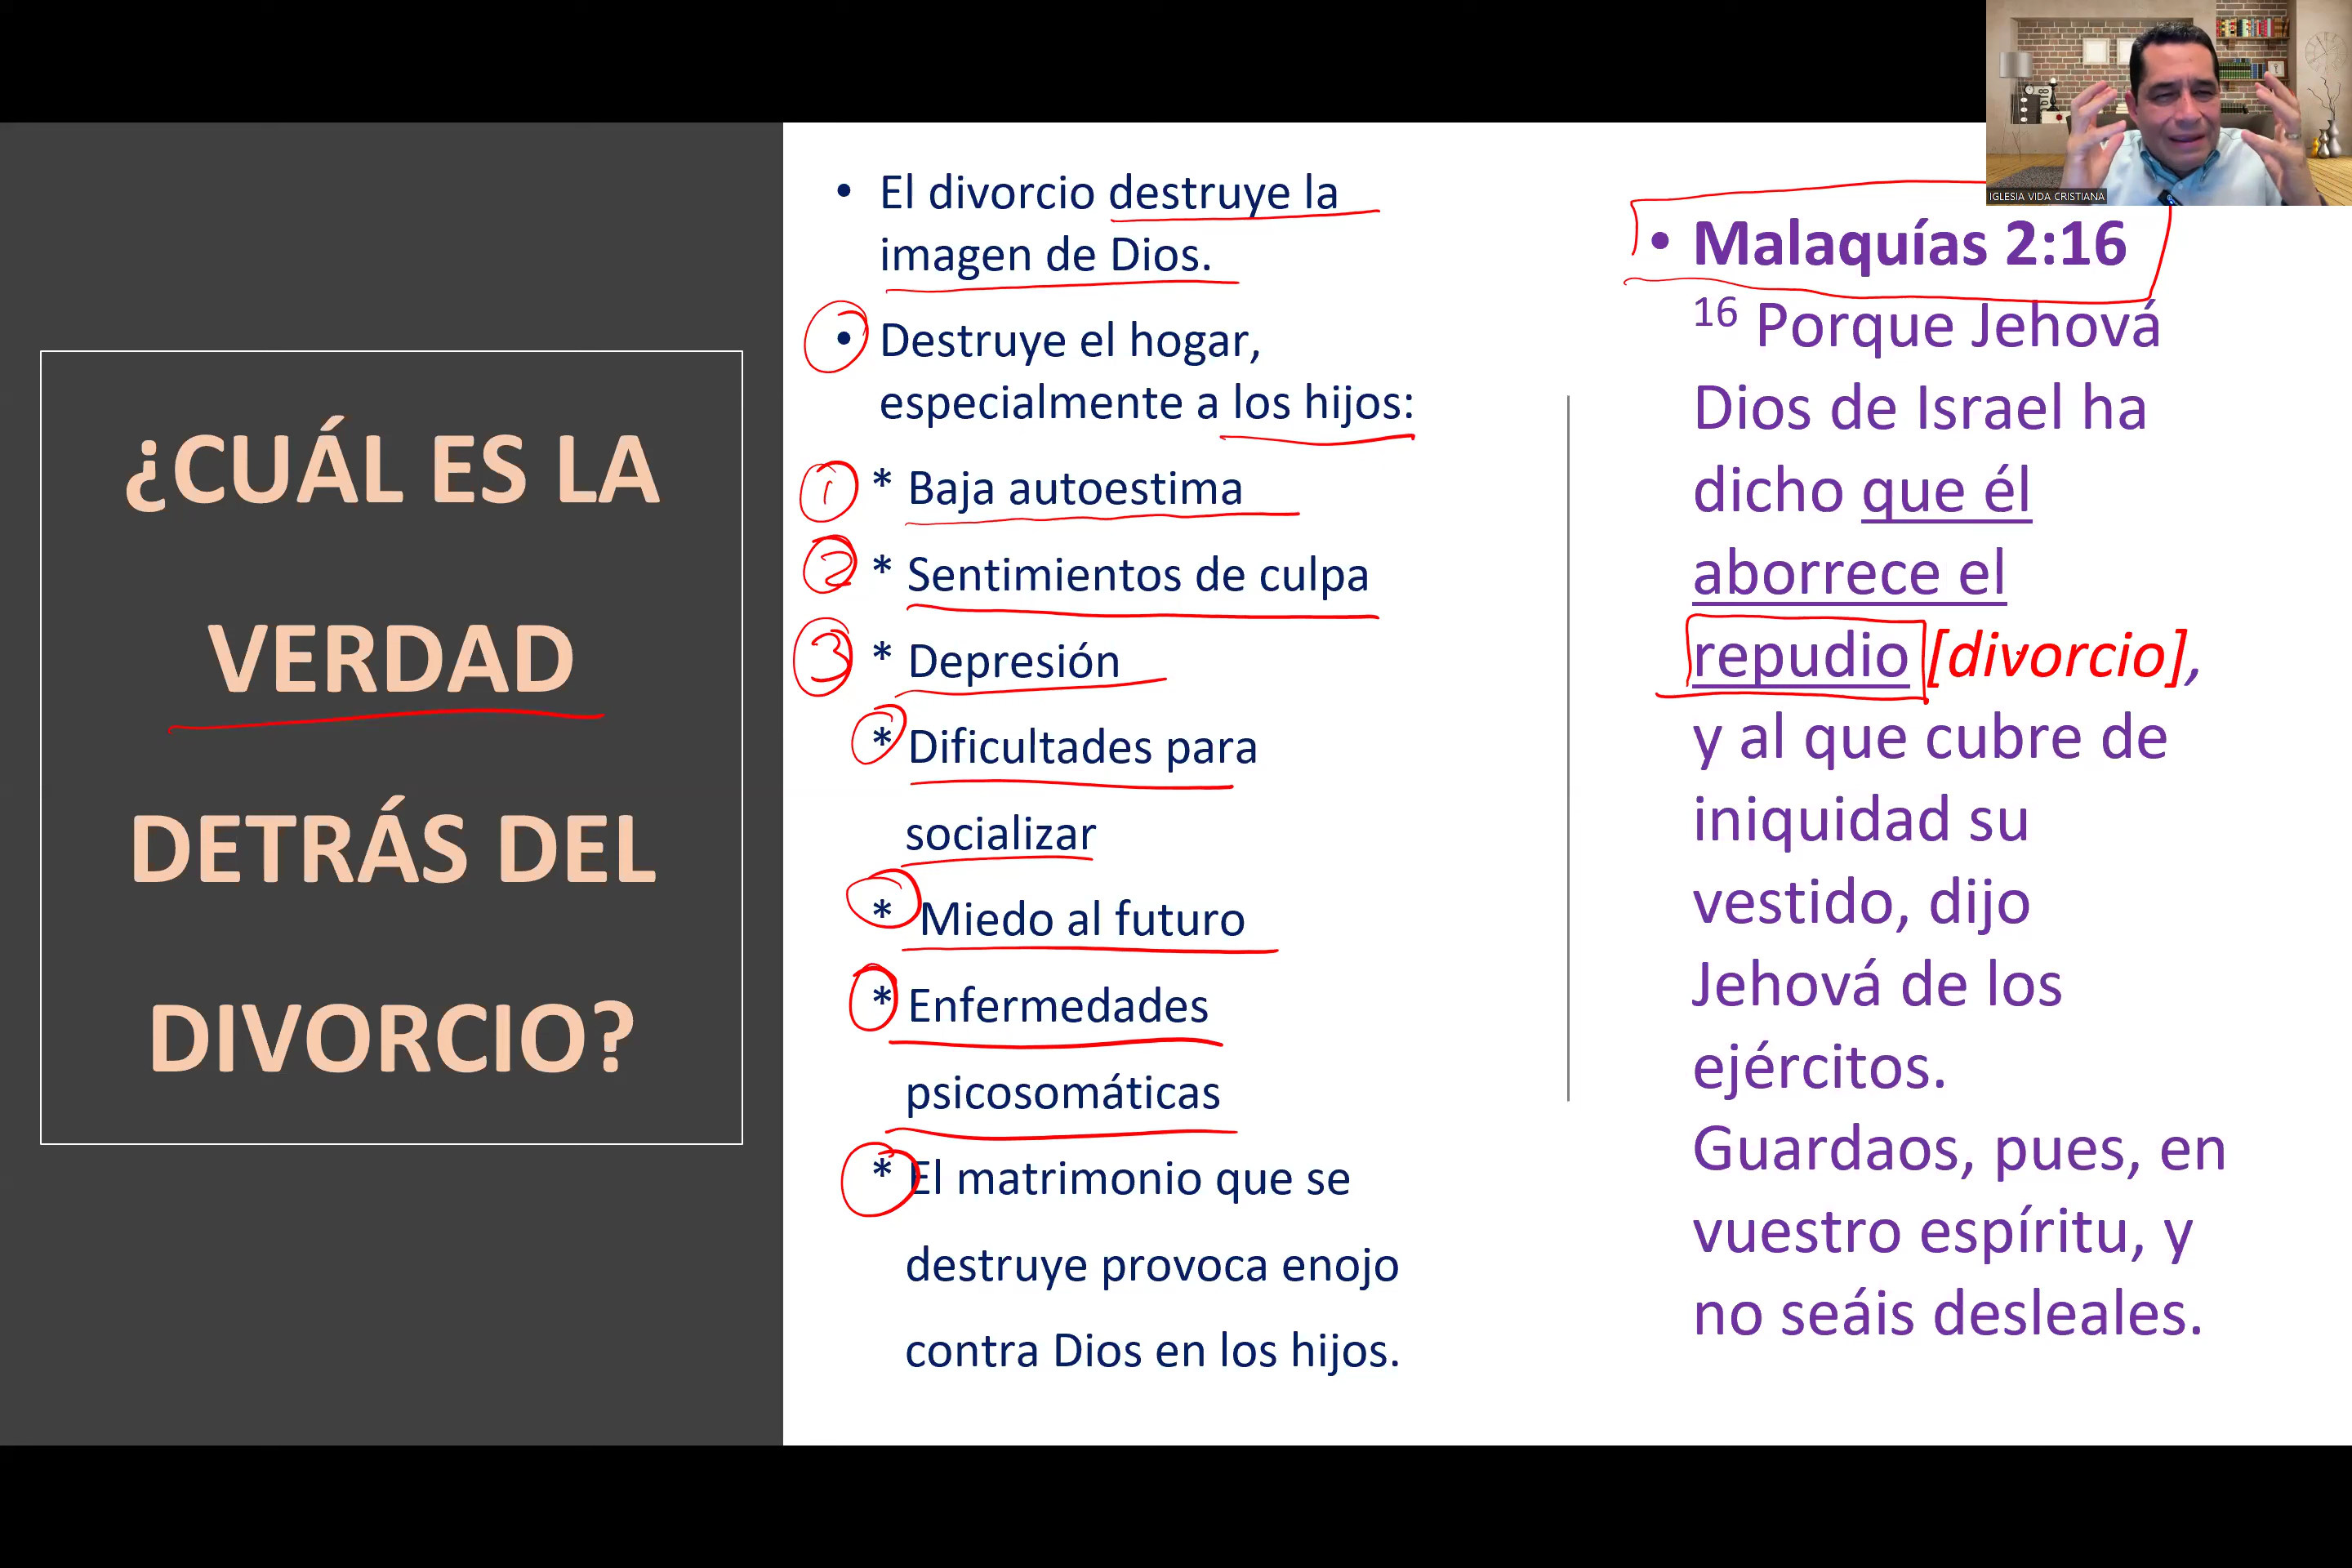 ¿CUÁL ES LA
VERDAD
DETRÁS DEL
DIVORCIO?
• El divorcio destruye la
imagen de Dios.
• Destruye el hogar,
especialmente a los hijos:
1 * Baja autoestima
2 * Sentimientos de culpa
3 * Depresión
* Dificultades para
socializar
* Miedo al futuro
* Enfermedades
psicosomáticas
* El matrimonio que se
destruye provoca enojo
contra Dios en los hijos.
IGLESIA VIDA CRISTIANA
• Malaquías 2:16
16 Porque Jehová
Dios de Israel ha
dicho que él
aborrece el
repudio [divorcio],
y al que cubre de
iniquidad su
vestido, dijo
Jehová de los
ejércitos.
Guardaos, pues, en
vuestro espíritu, y
no seáis desleales.